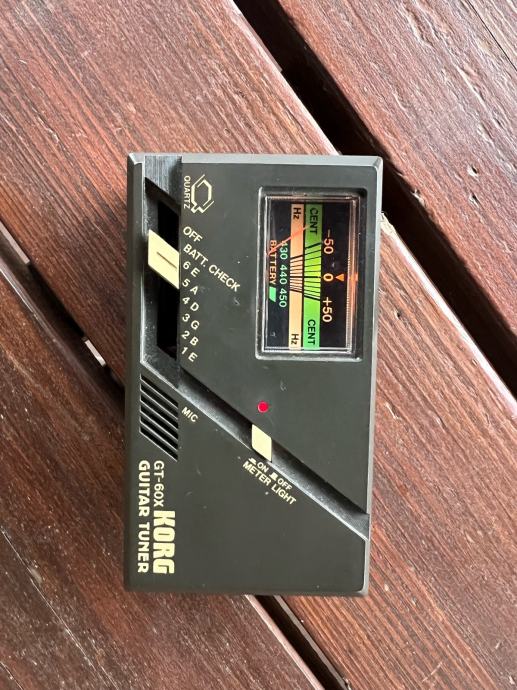 QUARTZ
OFF
BATT. CHECK
6 E
5 A
4 D
3 G
2 B
1 E
-50 0 +50
CENT CENT
Hz Hz
430 440 450
BATTERY
MIC
ON OFF
METER LIGHT
GT-60X KORG
GUITAR TUNER